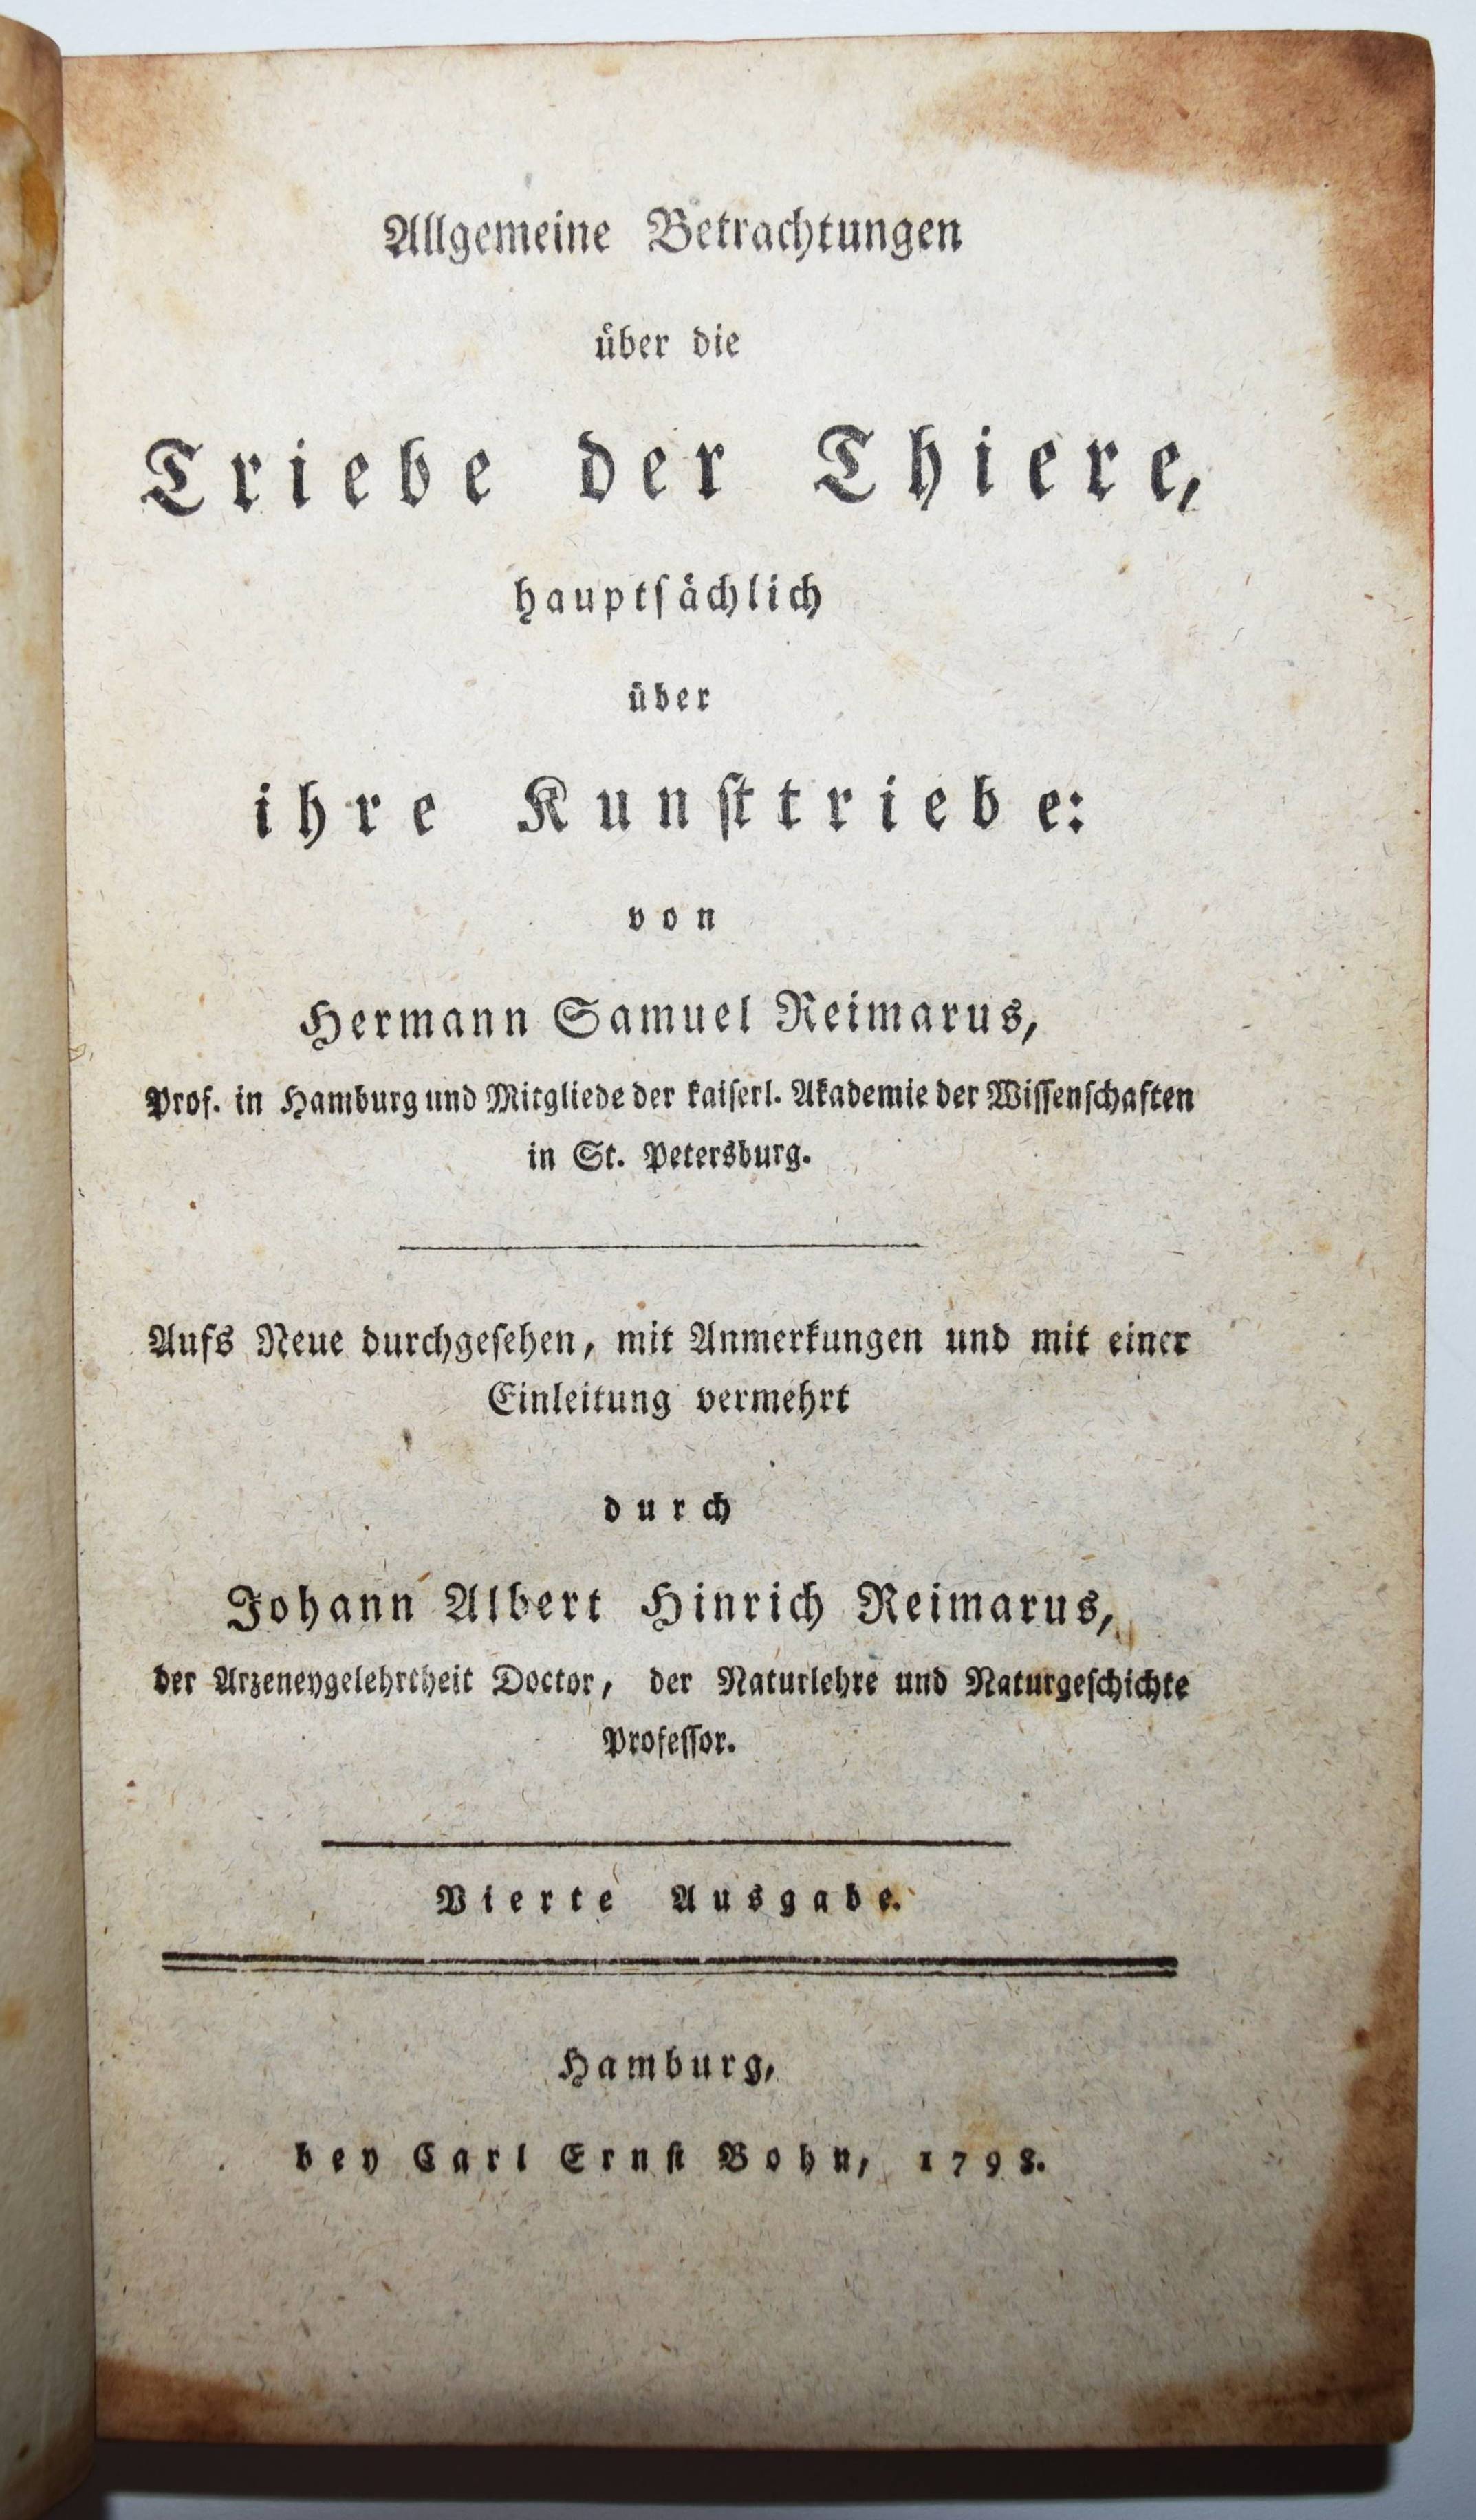 Allgemeine Betrachtungen
über die
Triebe der Thiere,
hauptſächlich
über
ihre Kunſttriebe:
von
Hermann Samuel Reimarus,
Prof. in Hamburg und Mitgliede der kaiſerl. Akademie der Wiſſenſchaften
in St. Petersburg.
Aufs Neue durchgeſehen, mit Anmerkungen und mit einer
Einleitung vermehrt
durch
Johann Albert Hinrich Reimarus,
der Arzeneygelehrtheit Doctor, der Naturlehre und Naturgeſchichte
Profeſſor.
Vierte Ausgabe.
Hamburg,
bey Carl Ernſt Bohn, 1798.